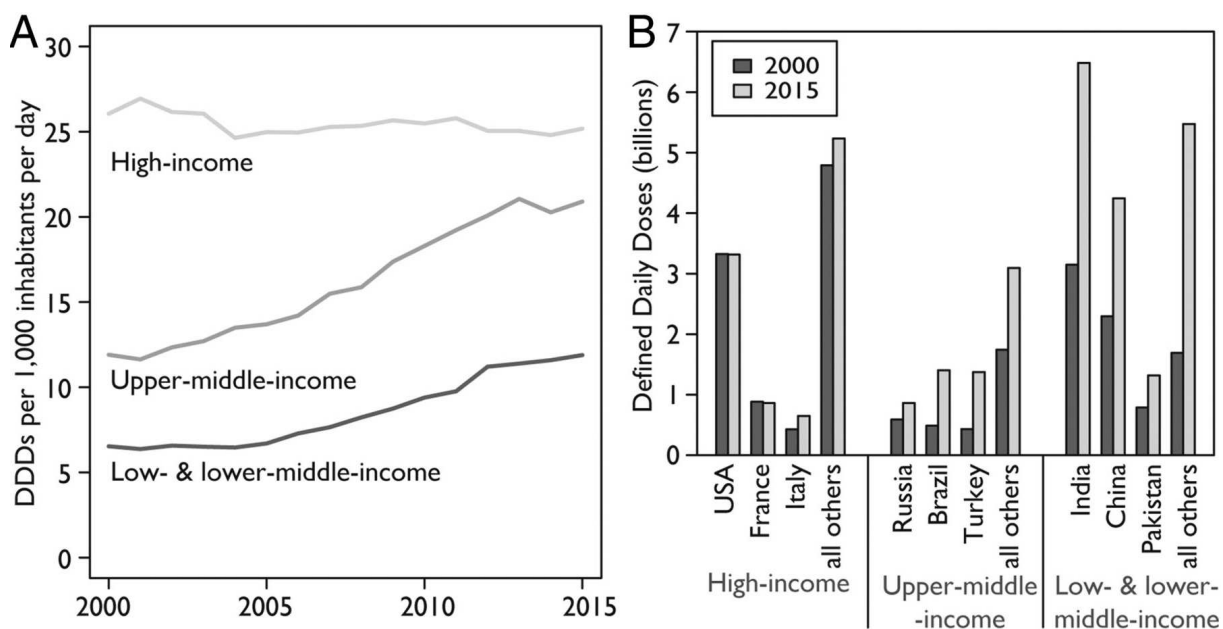 A
DDDs per 1,000 inhabitants per day
30
25
20
15
10
5
0
High-income
Upper-middle-income
Low- & lower-middle-income
2000
2005
2010
2015
B
Defined Daily Doses (billions)
7
6
5
4
3
2
1
0
2000
2015
USA
France
Italy
all others
Russia
Brazil
Turkey
all others
India
China
Pakistan
all others
High-income
Upper-middle
-income
Low- & lower-
middle-income